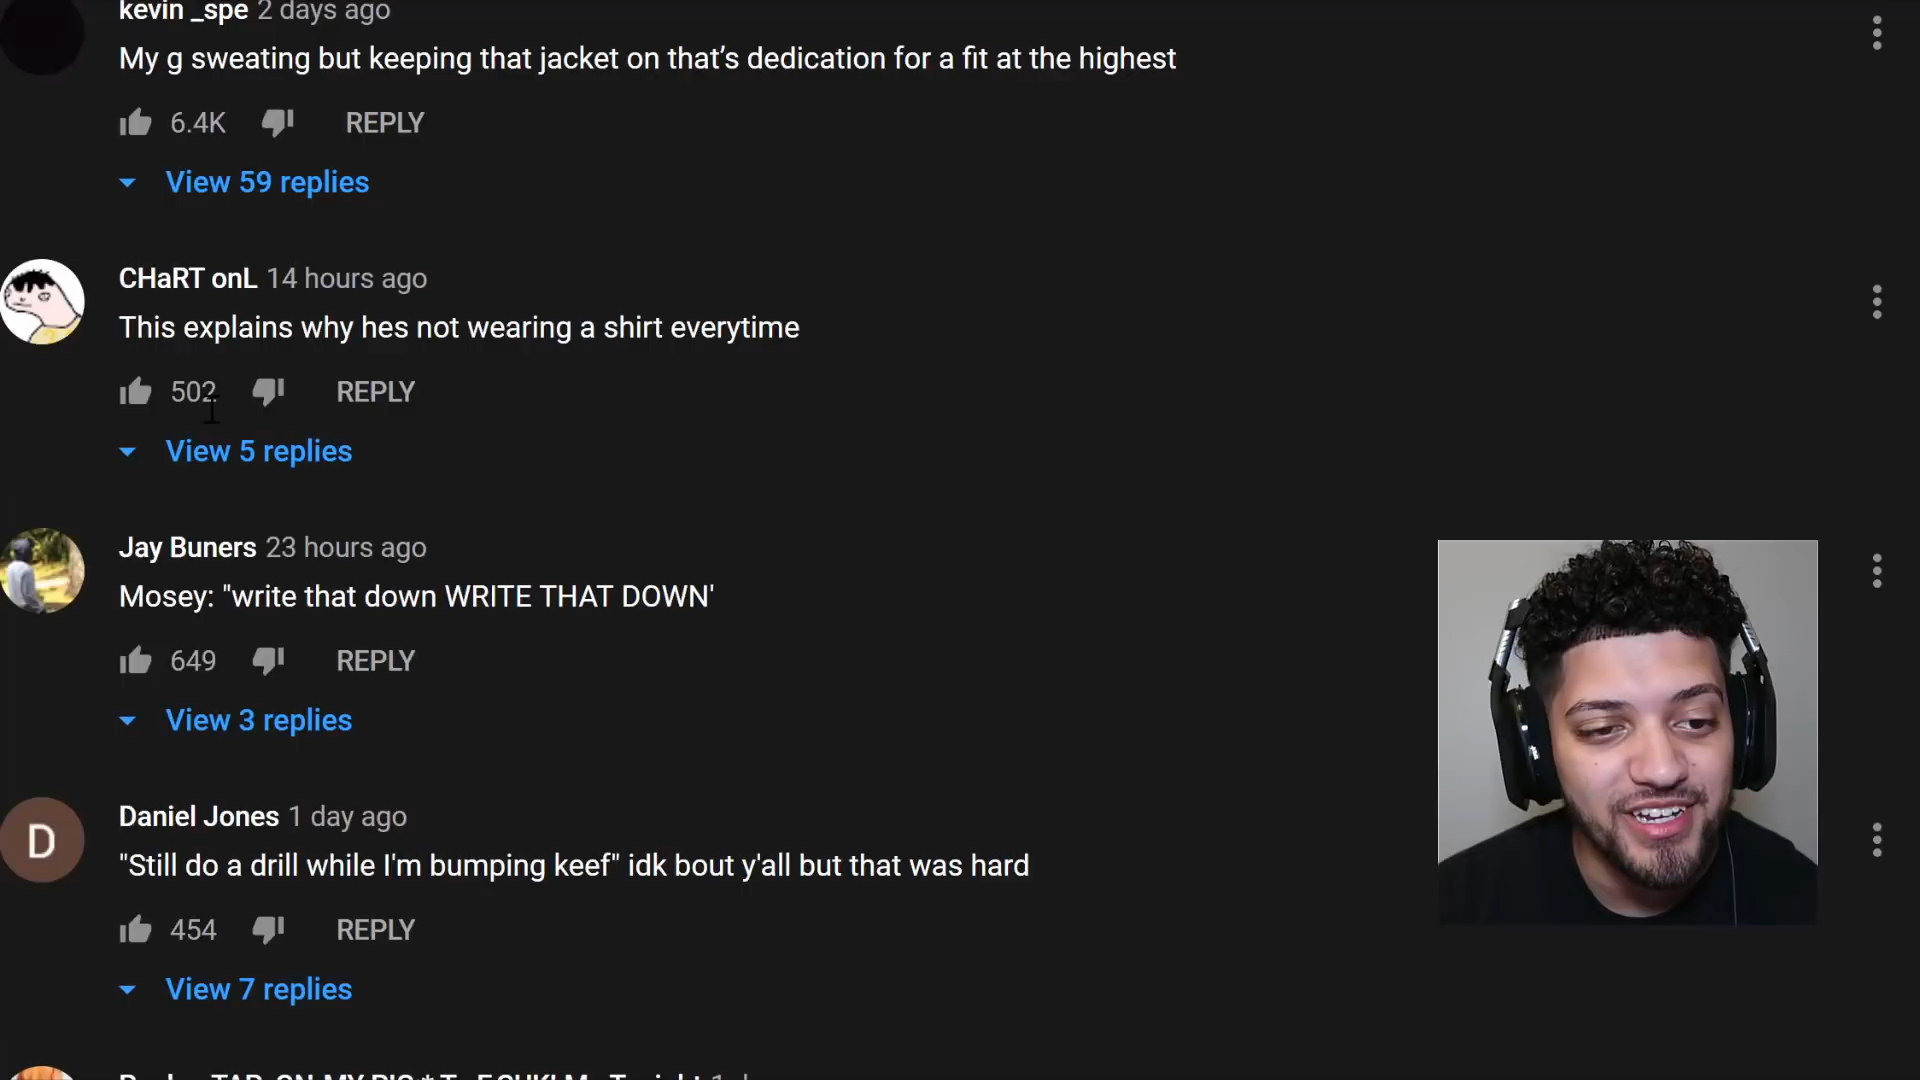 kevin _spe 2 days ago
My g sweating but keeping that jacket on that’s dedication for a fit at the highest
6.4K REPLY
View 59 replies
CHaRT onL 14 hours ago
This explains why hes not wearing a shirt everytime
502 REPLY
View 5 replies
Jay Buners 23 hours ago
Mosey: "write that down WRITE THAT DOWN'
649 REPLY
View 3 replies
D
Daniel Jones 1 day ago
"Still do a drill while I'm bumping keef" idk bout y'all but that was hard
454 REPLY
View 7 replies